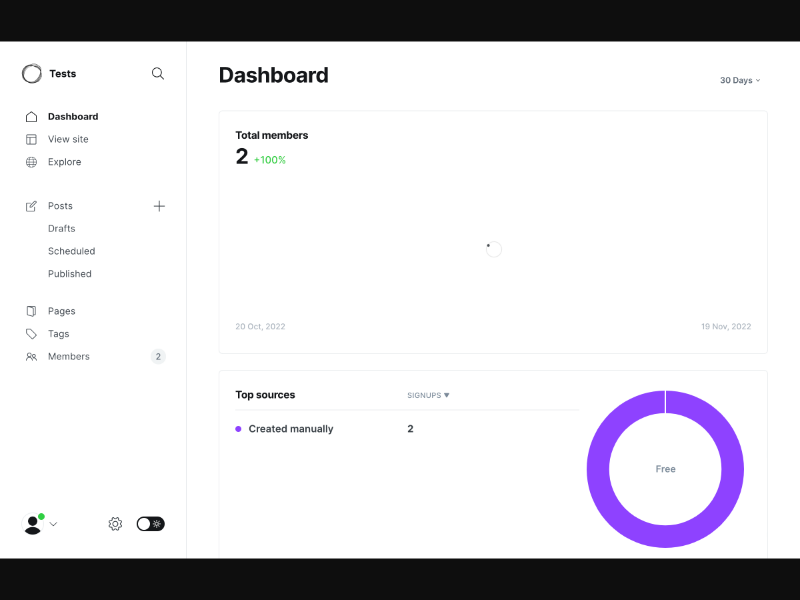 Tests
Dashboard
View site
Explore
Posts
Drafts
Scheduled
Published
Pages
Tags
Members 2
Dashboard
30 Days
Total members
2 +100%
20 Oct, 2022 19 Nov, 2022
Top sources SIGNUPS ▼
Created manually 2
Free